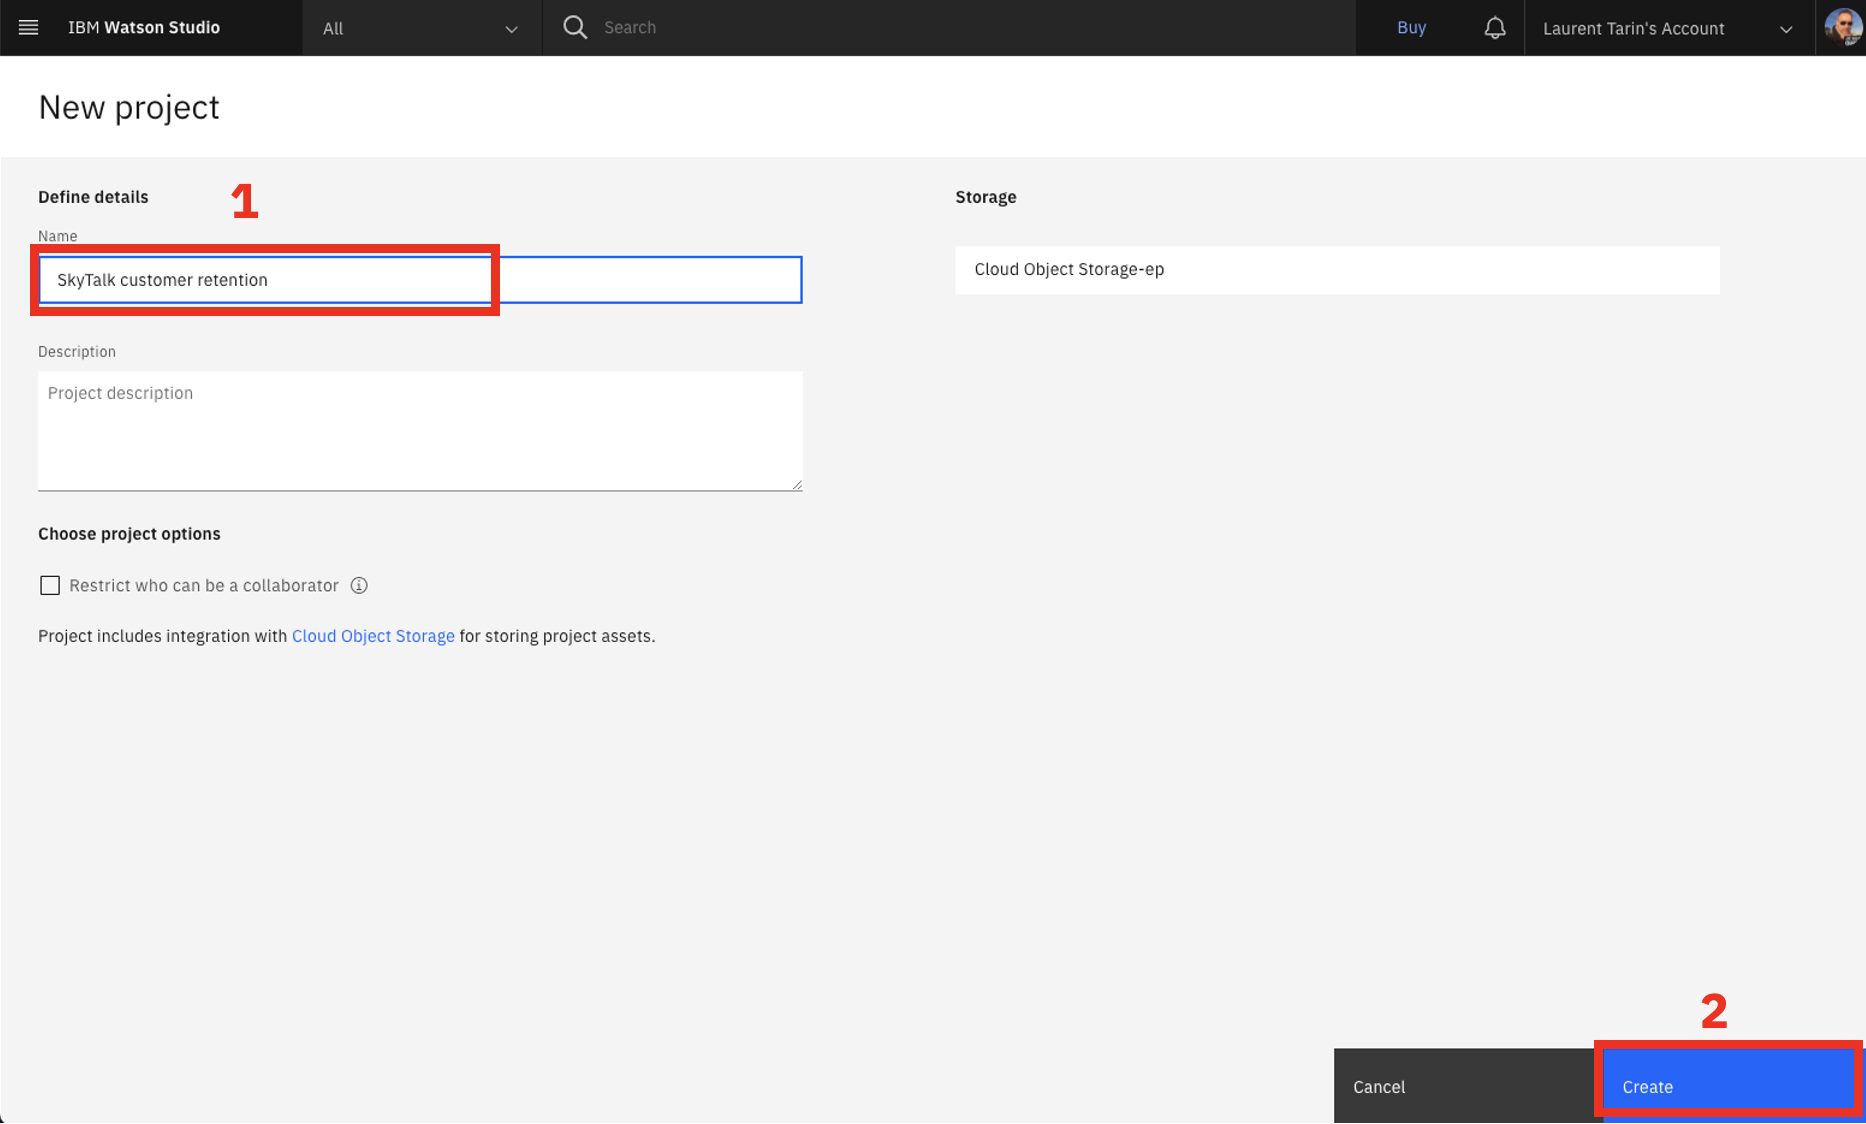 IBM Watson Studio
All
Search
Buy
Laurent Tarin's Account
New project
Define details
1
Name
SkyTalk customer retention
Description
Project description
Choose project options
Restrict who can be a collaborator
Project includes integration with Cloud Object Storage for storing project assets.
Storage
Cloud Object Storage-ep
2
Cancel
Create